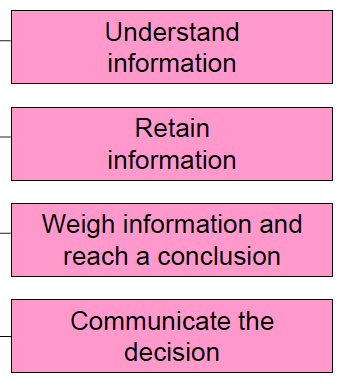 Understand
information
Retain
information
Weigh information and
reach a conclusion
Communicate the
decision